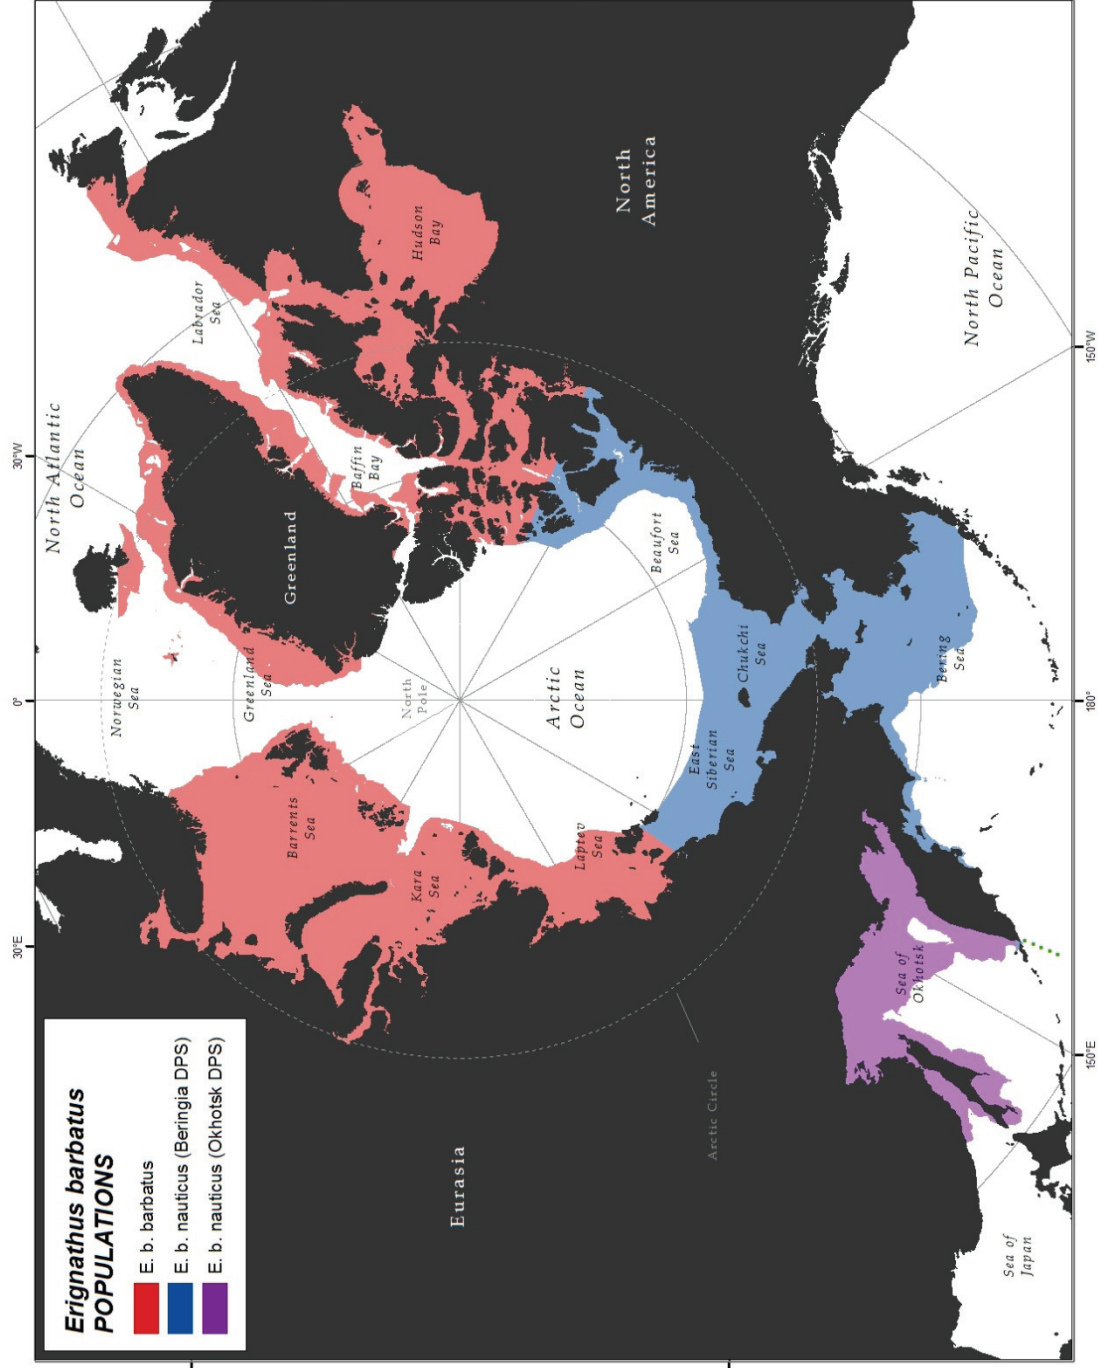 Erignathus barbatus
POPULATIONS
E. b. barbatus
E. b. nauticus (Beringia DPS)
E. b. nauticus (Okhotsk DPS)
30°E
0°
30°W
150°E
180°
150°W
North Atlantic
Ocean
Norwegian
Sea
Greenland
Sea
Greenland
Labrador
Sea
Baffin
Bay
Hudson
Bay
North
America
North
Pole
Arctic
Ocean
Barrents
Sea
Kara
Sea
Laptev
Sea
East
Siberian
Sea
Chukchi
Sea
Beaufort
Sea
Bering
Sea
North Pacific
Ocean
Eurasia
Arctic Circle
Sea of
Okhotsk
Sea of
Japan